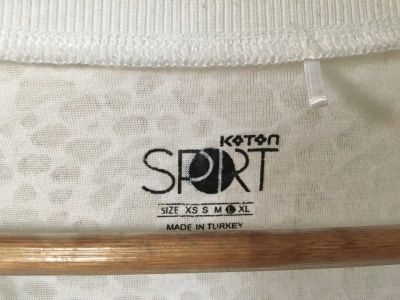 KOTON
SPORT
SIZE XS S M L XL
MADE IN TURKEY